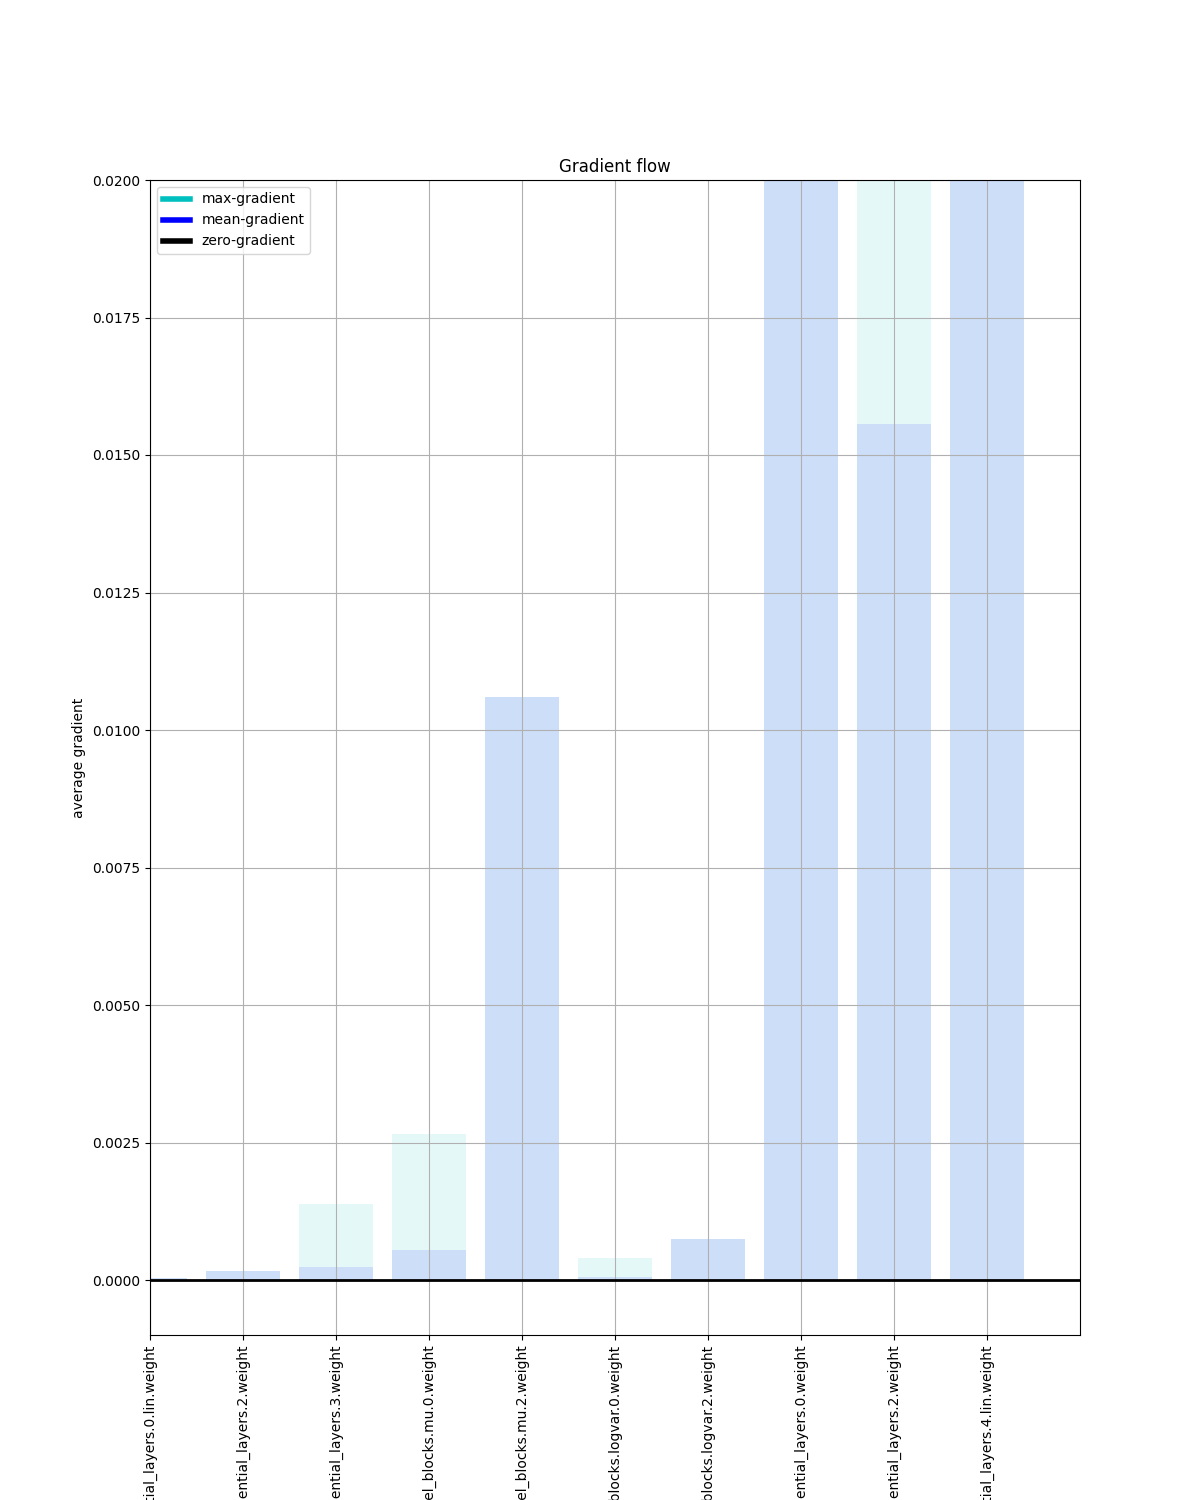 Gradient flow
max-gradient
mean-gradient
zero-gradient
0.0200
0.0175
0.0150
0.0125
0.0100
0.0075
0.0050
0.0025
0.0000
average gradient
tial_layers.0.lin.weight
ential_layers.2.weight
ential_layers.3.weight
el_blocks.mu.0.weight
el_blocks.mu.2.weight
blocks.logvar.0.weight
blocks.logvar.2.weight
ential_layers.0.weight
ential_layers.2.weight
tial_layers.4.lin.weight